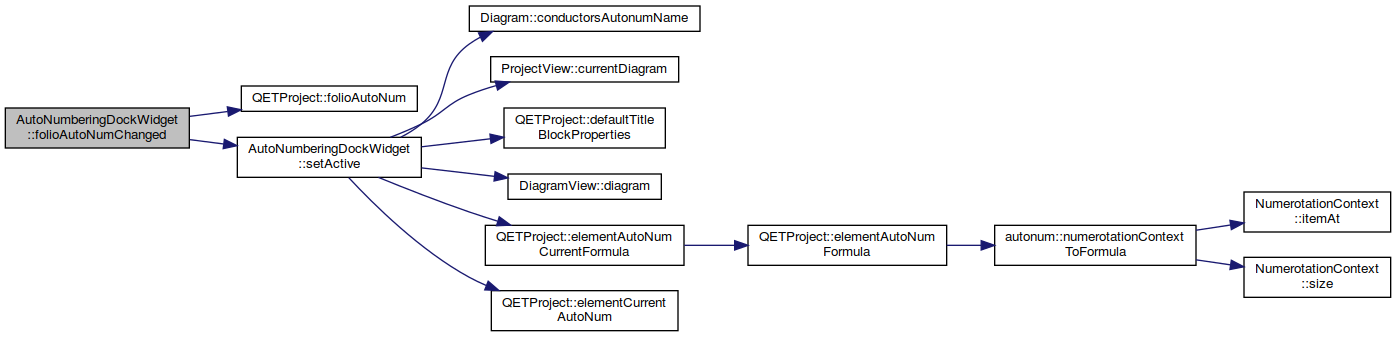 AutoNumberingDockWidget
::folioAutoNumChanged
QETProject::folioAutoNum
AutoNumberingDockWidget
::setActive
Diagram::conductorsAutonumName
ProjectView::currentDiagram
QETProject::defaultTitle
BlockProperties
DiagramView::diagram
QETProject::elementAutoNum
CurrentFormula
QETProject::elementCurrent
AutoNum
QETProject::elementAutoNum
Formula
autonum::numerotationContext
ToFormula
NumerotationContext
::itemAt
NumerotationContext
::size